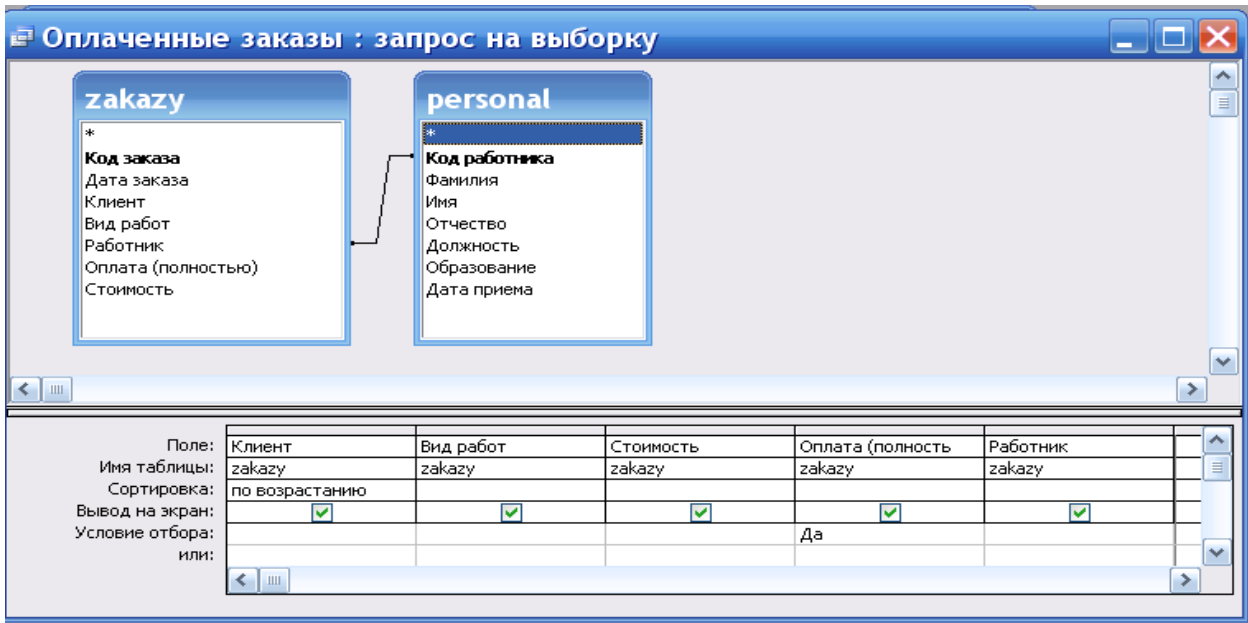 Оплаченные заказы : запрос на выборку
zakazy
*
Код заказа
Дата заказа
Клиент
Вид работ
Работник
Оплата (полностью)
Стоимость
personal
*
Код работника
Фамилия
Имя
Отчество
Должность
Образование
Дата приема
Поле: Клиент Вид работ Стоимость Оплата (полность Работник
Имя таблицы: zakazy zakazy zakazy zakazy zakazy
Сортировка: по возрастанию
Вывод на экран:
Условие отбора: Да
или: